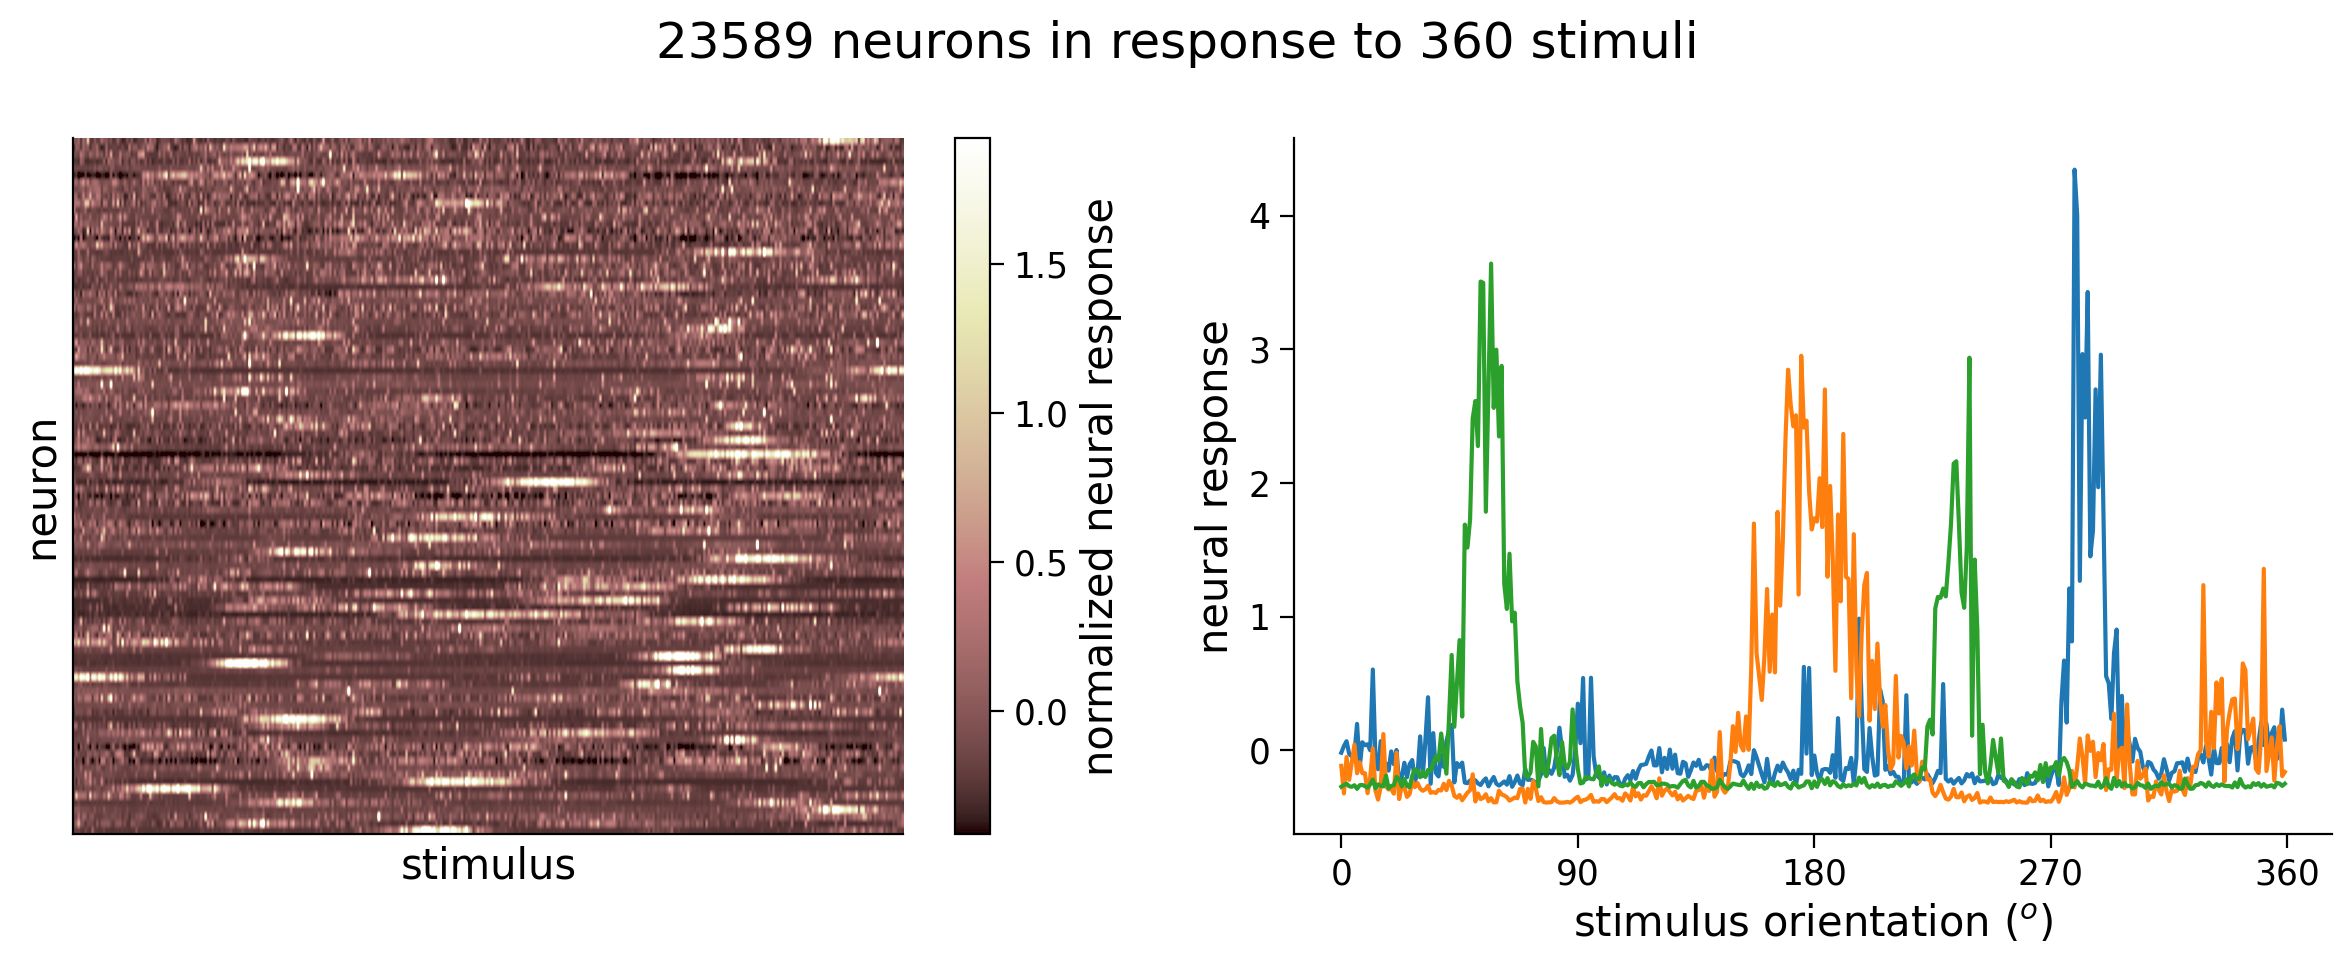 23589 neurons in response to 360 stimuli
neuron
stimulus
1.5
1.0
0.5
0.0
normalized neural response
neural response
4
3
2
1
0
0 90 180 270 360
stimulus orientation (°)